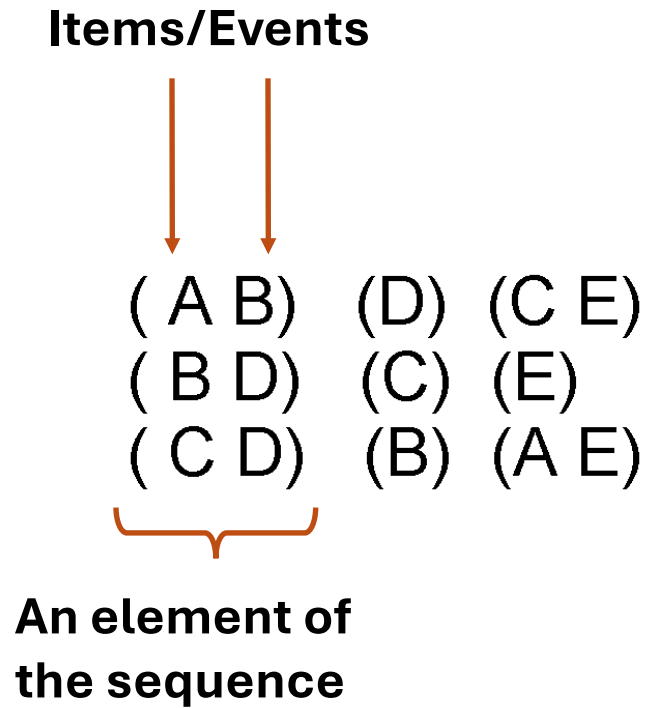 Items/Events
( A B) (D) (C E)
( B D) (C) (E)
( C D) (B) (A E)
An element of
the sequence